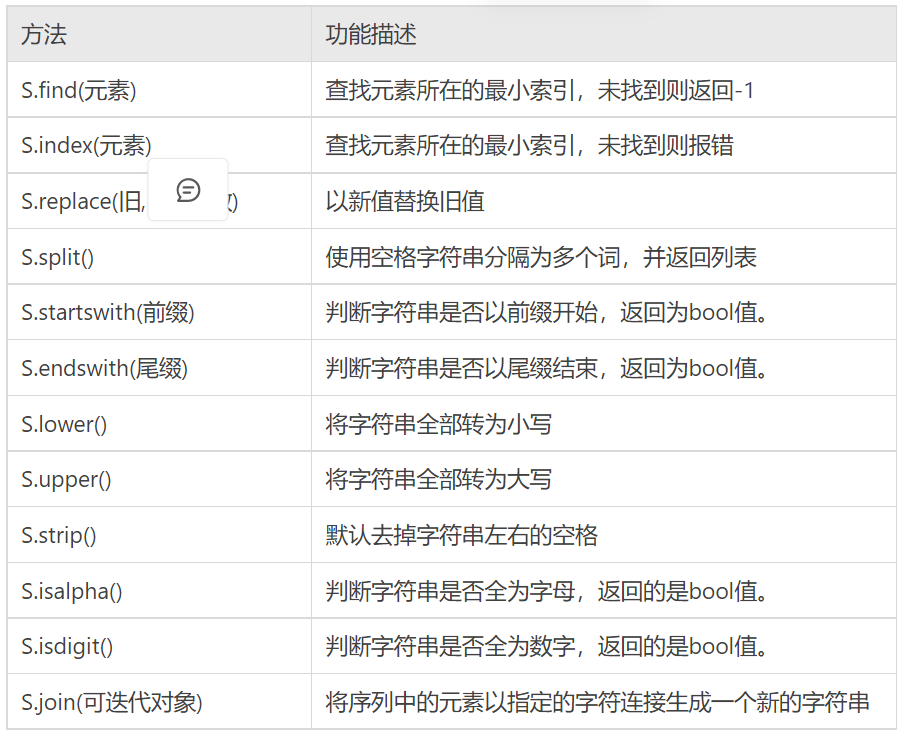 方法 功能描述
S.find(元素) 查找元素所在的最小索引，未找到则返回-1
S.index(元素) 查找元素所在的最小索引，未找到则报错
S.replace(旧, ) 以新值替换旧值
S.split() 使用空格字符串分隔为多个词，并返回列表
S.startswith(前缀) 判断字符串是否以前缀开始，返回为bool值。
S.endswith(尾缀) 判断字符串是否以尾缀结束，返回为bool值。
S.lower() 将字符串全部转为小写
S.upper() 将字符串全部转为大写
S.strip() 默认去掉字符串左右的空格
S.isalpha() 判断字符串是否全为字母，返回的是bool值。
S.isdigit() 判断字符串是否全为数字，返回的是bool值。
S.join(可迭代对象) 将序列中的元素以指定的字符连接生成一个新的字符串